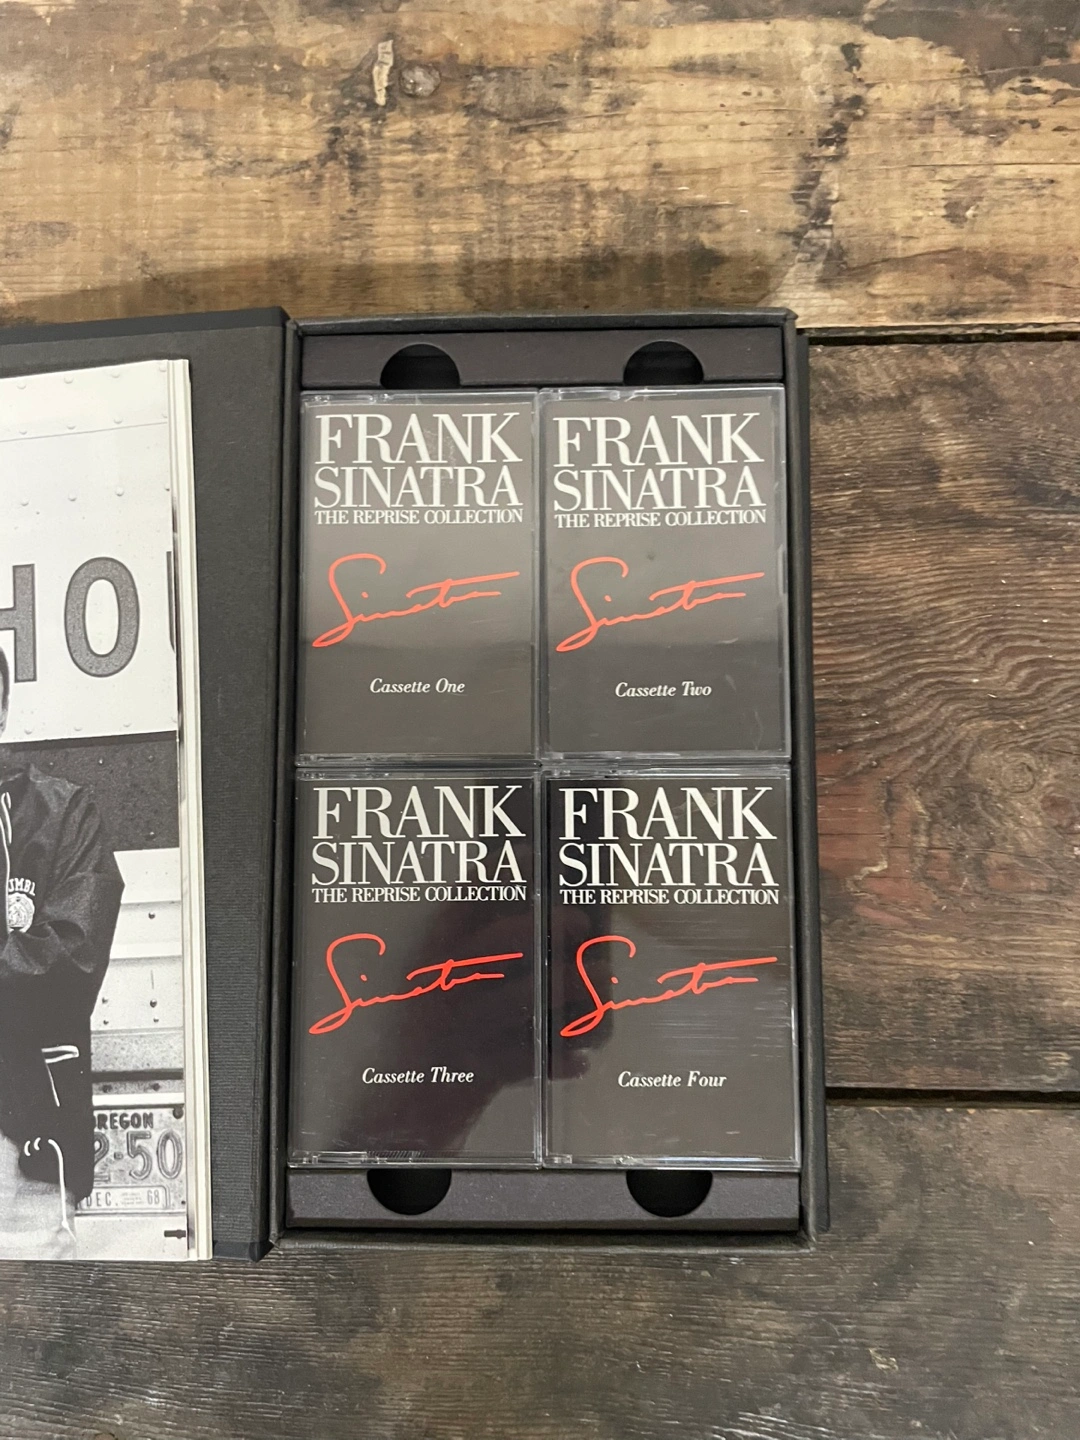 FRANK
SINATRA
THE REPRISE COLLECTION
Sinatra
Cassette One
FRANK
SINATRA
THE REPRISE COLLECTION
Sinatra
Cassette Two
FRANK
SINATRA
THE REPRISE COLLECTION
Sinatra
Cassette Three
FRANK
SINATRA
THE REPRISE COLLECTION
Sinatra
Cassette Four
HO
UMBI
OREGON
2·50
DEC. 68